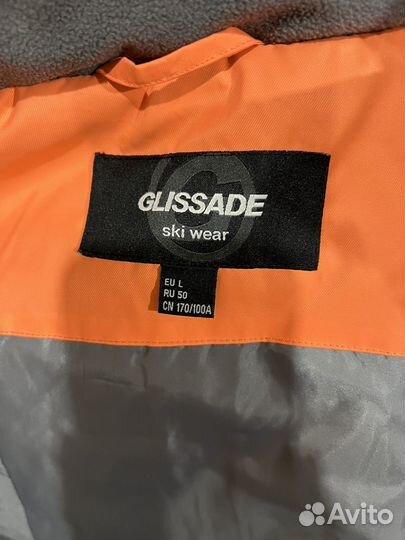 GLISSADE
ski wear
EU L
RU 50
CN 170/100A
Avito